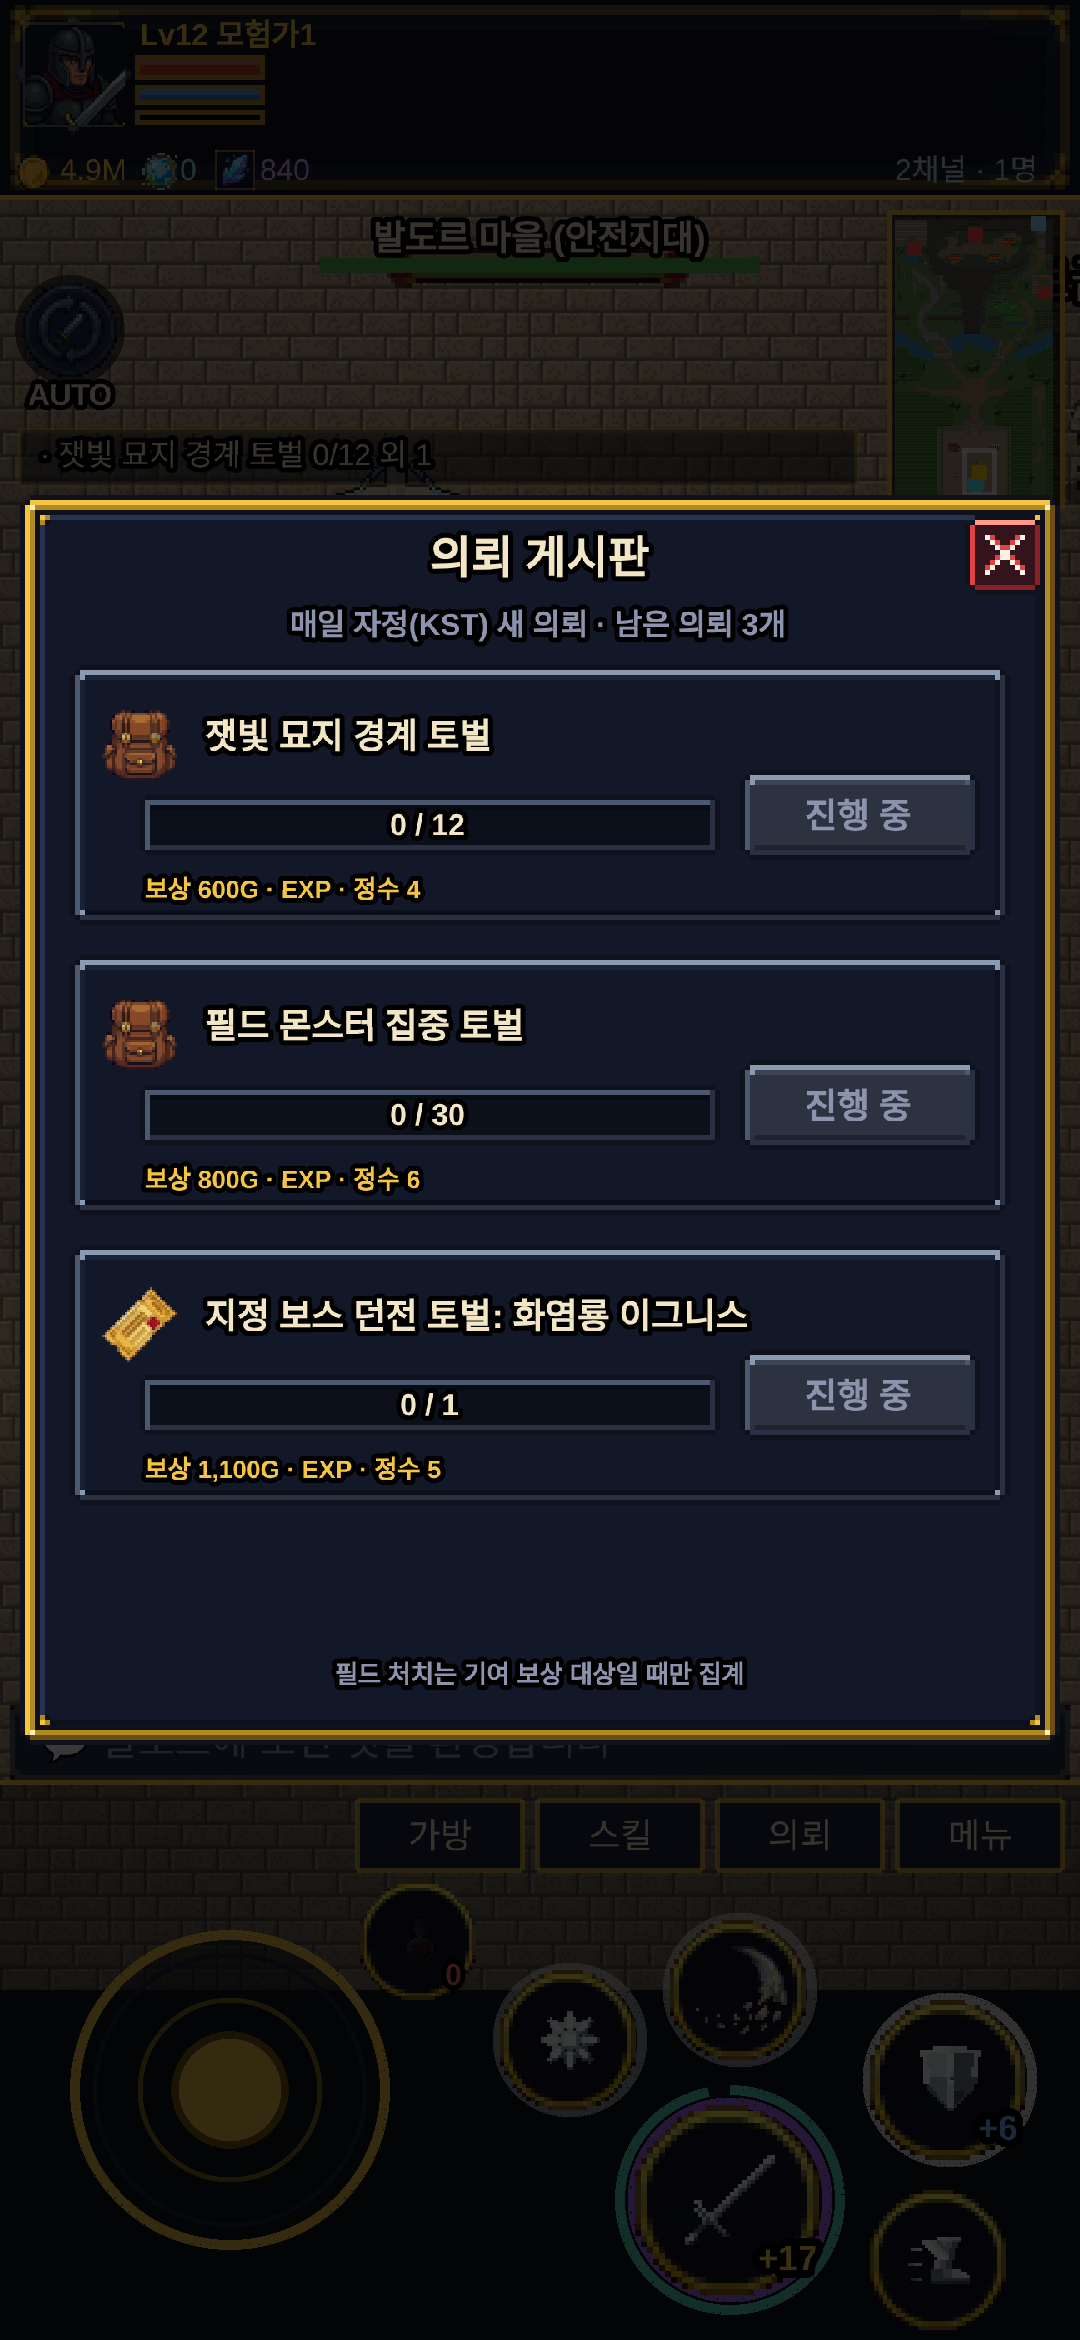 Lv12 모험가1
4.9M 0 840 2채널 · 1명
발도르 마을 (안전지대)
AUTO
· 잿빛 묘지 경계 토벌 0/12 외 1
의뢰 게시판
매일 자정(KST) 새 의뢰 · 남은 의뢰 3개
잿빛 묘지 경계 토벌
0 / 12
진행 중
보상 600G · EXP · 정수 4
필드 몬스터 집중 토벌
0 / 30
진행 중
보상 800G · EXP · 정수 6
지정 보스 던전 토벌: 화염룡 이그니스
0 / 1
진행 중
보상 1,100G · EXP · 정수 5
필드 처치는 기여 보상 대상일 때만 집계
가방 스킬 의뢰 메뉴
0
+6
+17